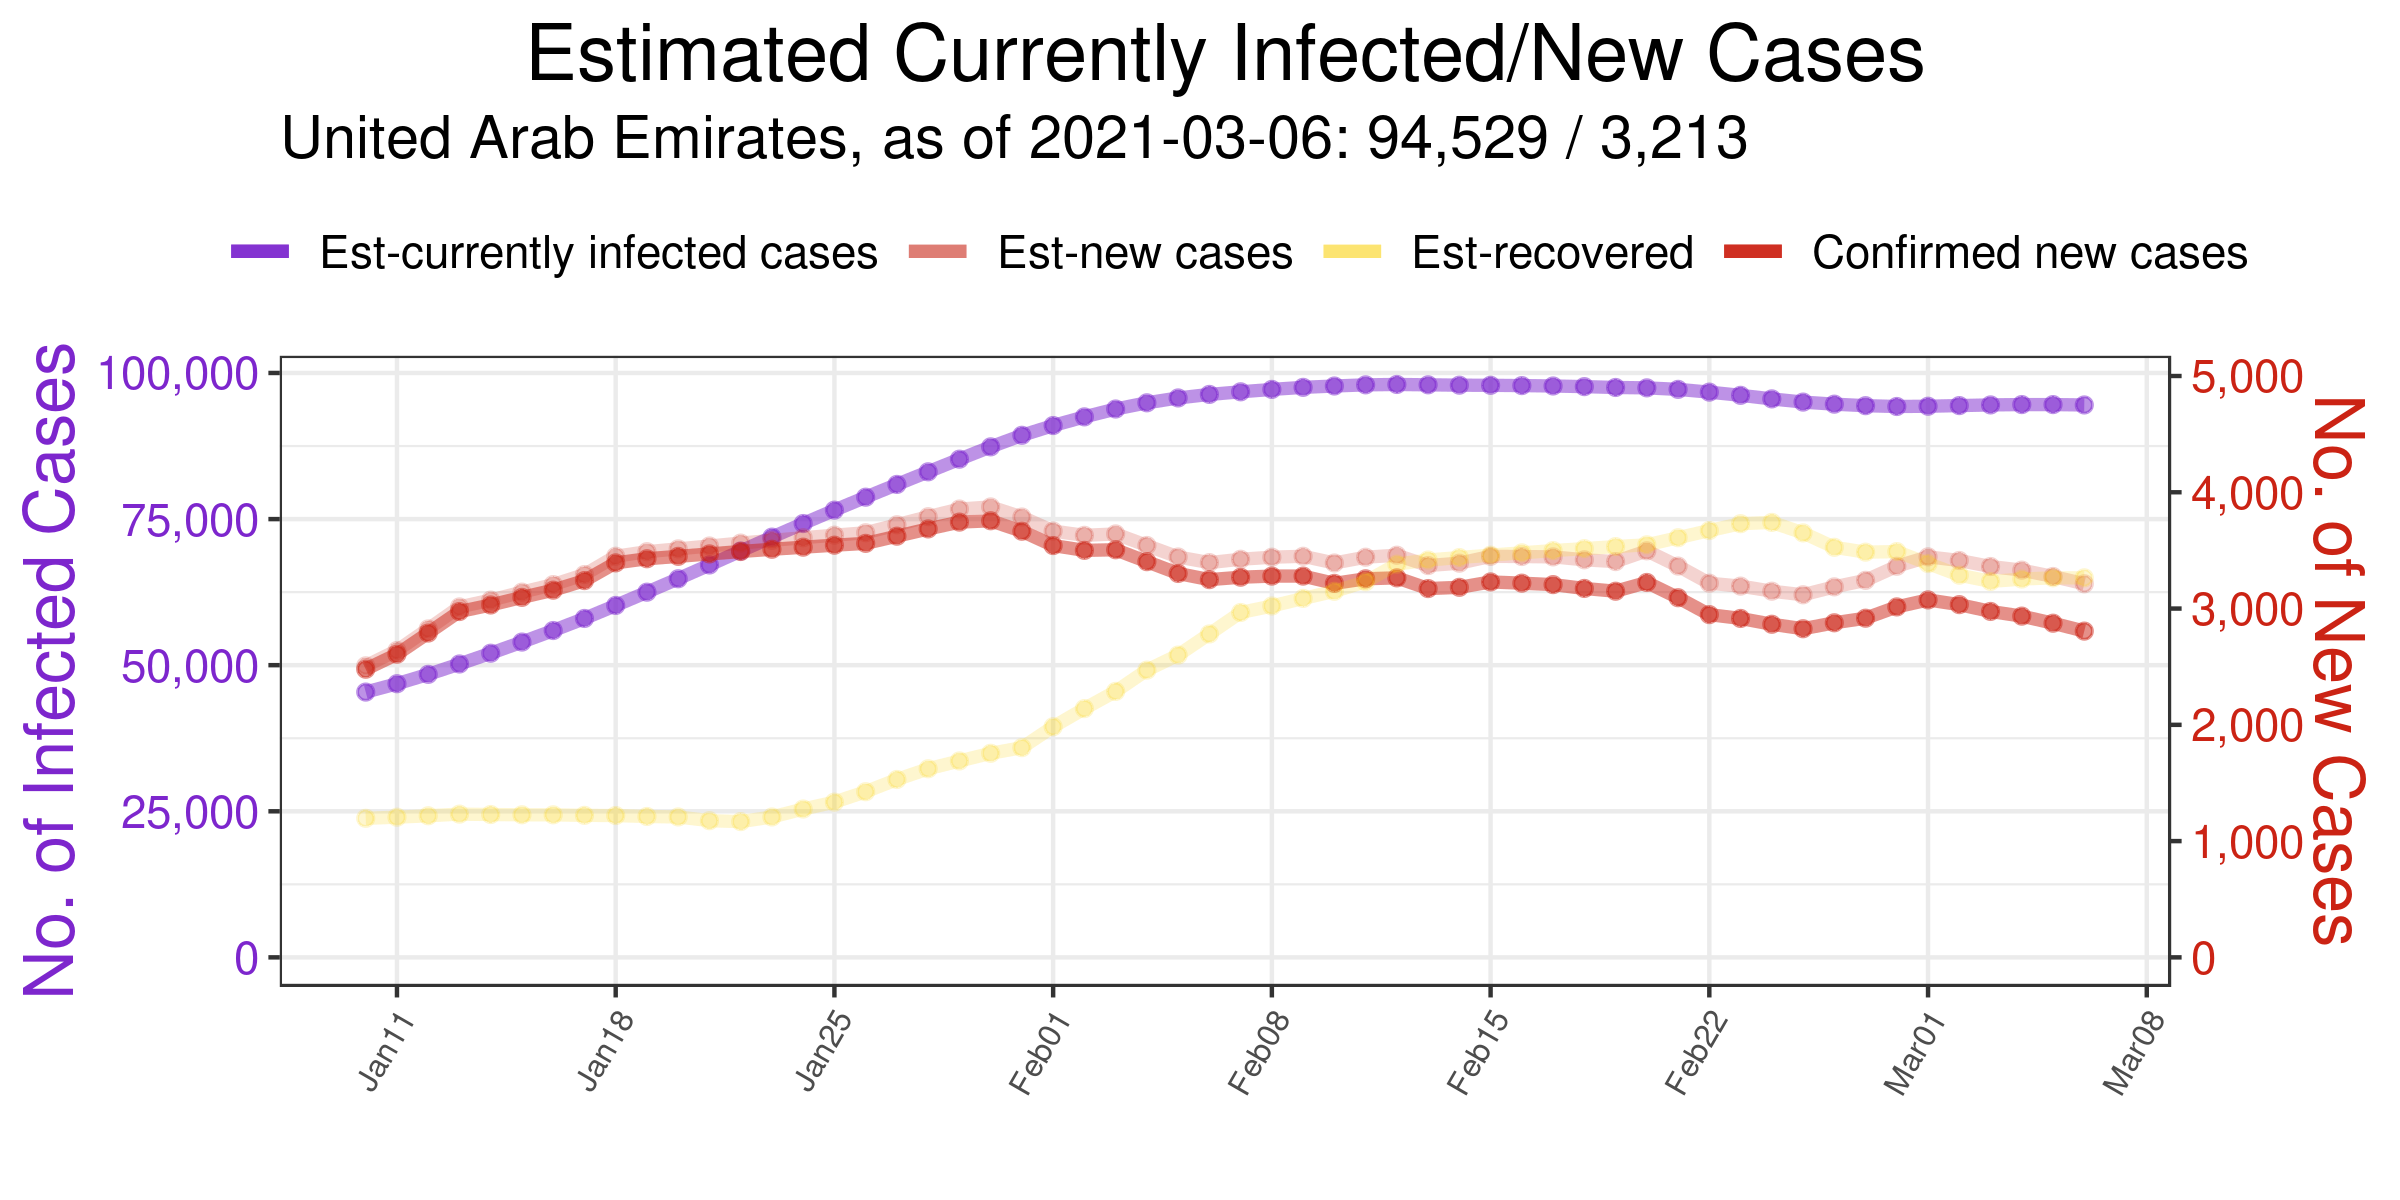 Estimated Currently Infected/New Cases
United Arab Emirates, as of 2021-03-06: 94,529 / 3,213
Est-currently infected cases Est-new cases Est-recovered Confirmed new cases
No. of Infected Cases
100,000
75,000
50,000
25,000
0
5,000
4,000
3,000
2,000
1,000
0
No. of New Cases
Jan11 Jan18 Jan25 Feb01 Feb08 Feb15 Feb22 Mar01 Mar08